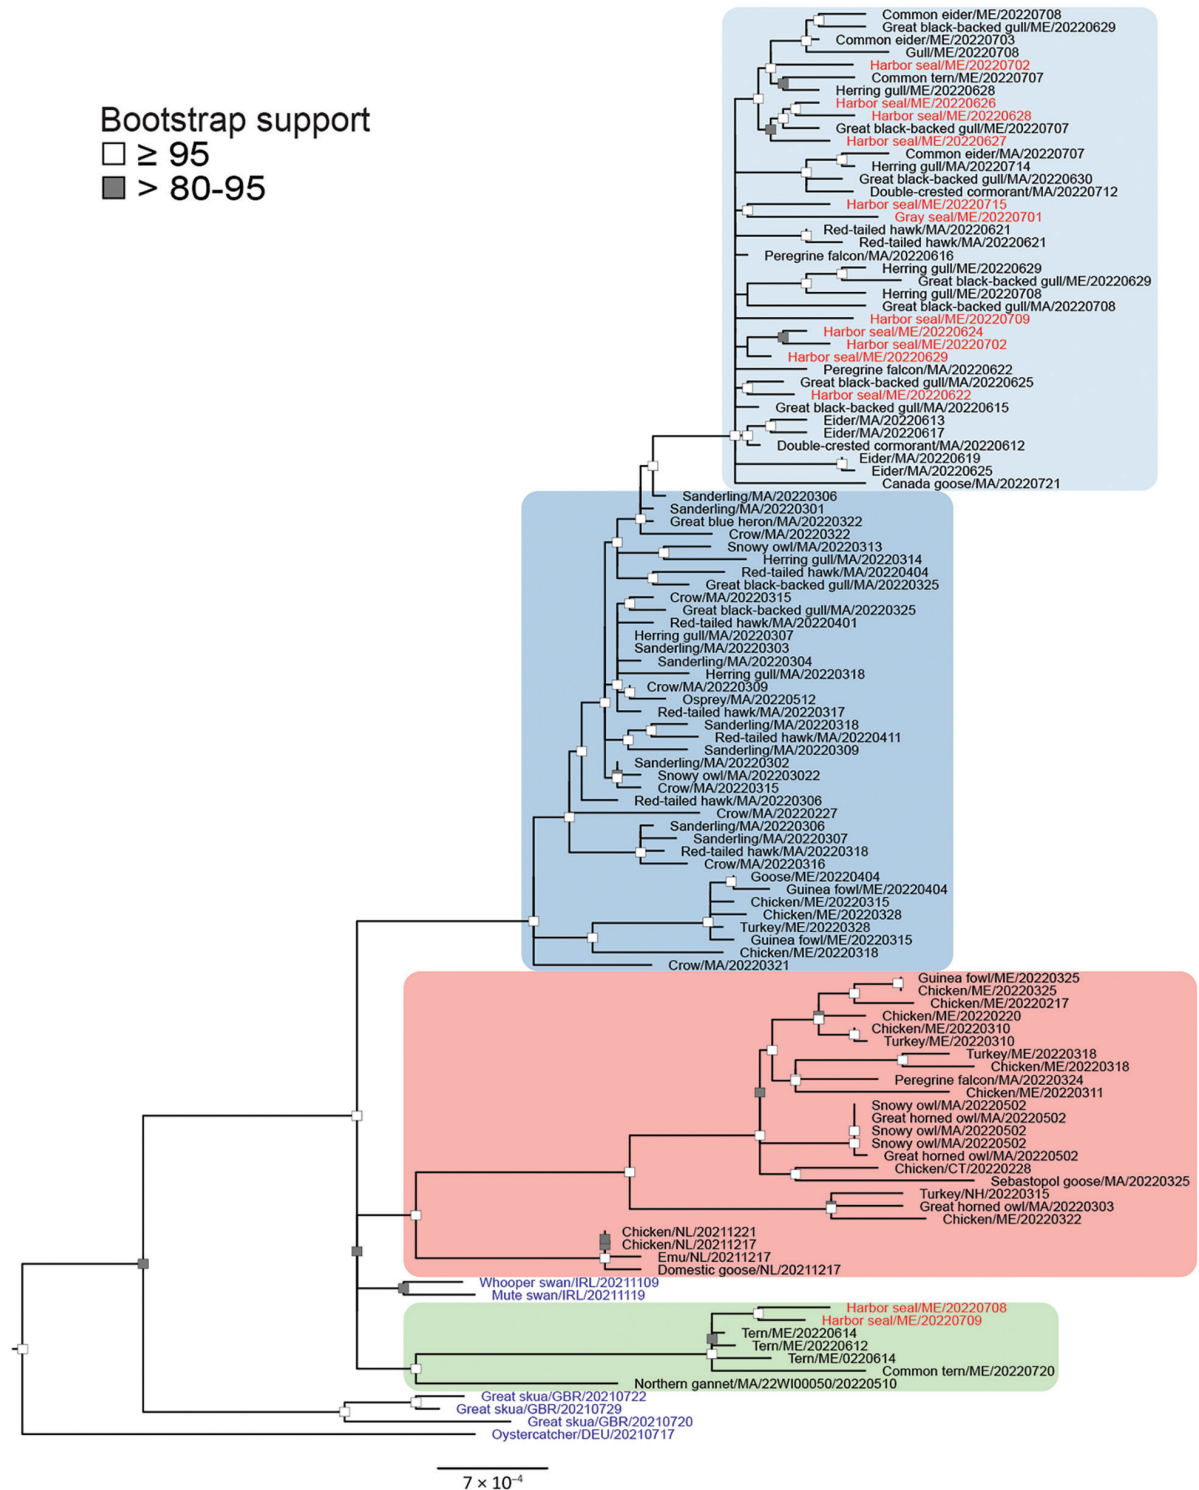 Common eider/ME/20220708
Great black-backed gull/ME/20220629
Common eider/ME/20220703
Gull/ME/20220708
Harbor seal/ME/20220702
Common tern/ME/20220707
Herring gull/ME/20220628
Harbor seal/ME/20220626
Harbor seal/ME/20220628
Great black-backed gull/ME/20220707
Harbor seal/ME/20220627
Common eider/MA/20220707
Herring gull/ME/20220714
Great black-backed gull/MA/20220630
Double-crested cormorant/MA/20220712
Harbor seal/ME/20220715
Gray seal/ME/20220701
Red-tailed hawk/MA/20220621
Red-tailed hawk/MA/20220621
Peregrine falcon/MA/20220616
Herring gull/ME/20220629
Great black-backed gull/ME/20220629
Herring gull/ME/20220708
Great black-backed gull/MA/20220708
Harbor seal/ME/20220709
Harbor seal/ME/20220624
Harbor seal/ME/20220702
Harbor seal/ME/20220629
Peregrine falcon/MA/20220622
Great black-backed gull/MA/20220625
Harbor seal/ME/20220622
Great black-backed gull/MA/20220615
Eider/MA/20220613
Eider/MA/20220617
Double-crested cormorant/MA/20220612
Eider/MA/20220619
Eider/MA/20220625
Canada goose/MA/20220721
Bootstrap support
≥ 95
> 80-95
Sanderling/MA/20220306
Sanderling/MA/20220301
Great blue heron/MA/20220322
Crow/MA/20220322
Snowy owl/MA/20220313
Herring gull/MA/20220314
Red-tailed hawk/MA/20220404
Great black-backed gull/MA/20220325
Crow/MA/20220315
Great black-backed gull/MA/20220325
Red-tailed hawk/MA/20220401
Herring gull/MA/20220307
Sanderling/MA/20220303
Sanderling/MA/20220304
Herring gull/MA/20220318
Crow/MA/20220309
Osprey/MA/20220512
Red-tailed hawk/MA/20220317
Sanderling/MA/20220318
Red-tailed hawk/MA/20220411
Sanderling/MA/20220309
Sanderling/MA/20220302
Snowy owl/MA/202203022
Crow/MA/20220315
Red-tailed hawk/MA/20220306
Crow/MA/20220227
Sanderling/MA/20220306
Sanderling/MA/20220307
Red-tailed hawk/MA/20220318
Crow/MA/20220316
Goose/ME/20220404
Guinea fowl/ME/20220404
Chicken/ME/20220315
Chicken/ME/20220328
Turkey/ME/20220328
Guinea fowl/ME/20220315
Chicken/ME/20220318
Crow/MA/20220321
Guinea fowl/ME/20220325
Chicken/ME/20220325
Chicken/ME/20220217
Chicken/ME/20220220
Chicken/ME/20220310
Turkey/ME/20220310
Turkey/ME/20220318
Chicken/ME/20220318
Peregrine falcon/MA/20220324
Chicken/ME/20220311
Snowy owl/MA/20220502
Great horned owl/MA/20220502
Snowy owl/MA/20220502
Snowy owl/MA/20220502
Great horned owl/MA/20220502
Chicken/CT/20220228
Sebastopol goose/MA/20220325
Turkey/NH/20220315
Great horned owl/MA/20220303
Chicken/ME/20220322
Chicken/NL/20211221
Chicken/NL/20211217
Emu/NL/20211217
Domestic goose/NL/20211217
Whooper swan/IRL/20211109
Mute swan/IRL/20211119
Harbor seal/ME/20220708
Harbor seal/ME/20220709
Tern/ME/20220614
Tern/ME/20220612
Tern/ME/0220614
Common tern/ME/20220720
Northern gannet/MA/22WI00050/20220510
Great skua/GBR/20210722
Great skua/GBR/20210729
Great skua/GBR/20210720
Oystercatcher/DEU/20210717
7 × 10⁻⁴